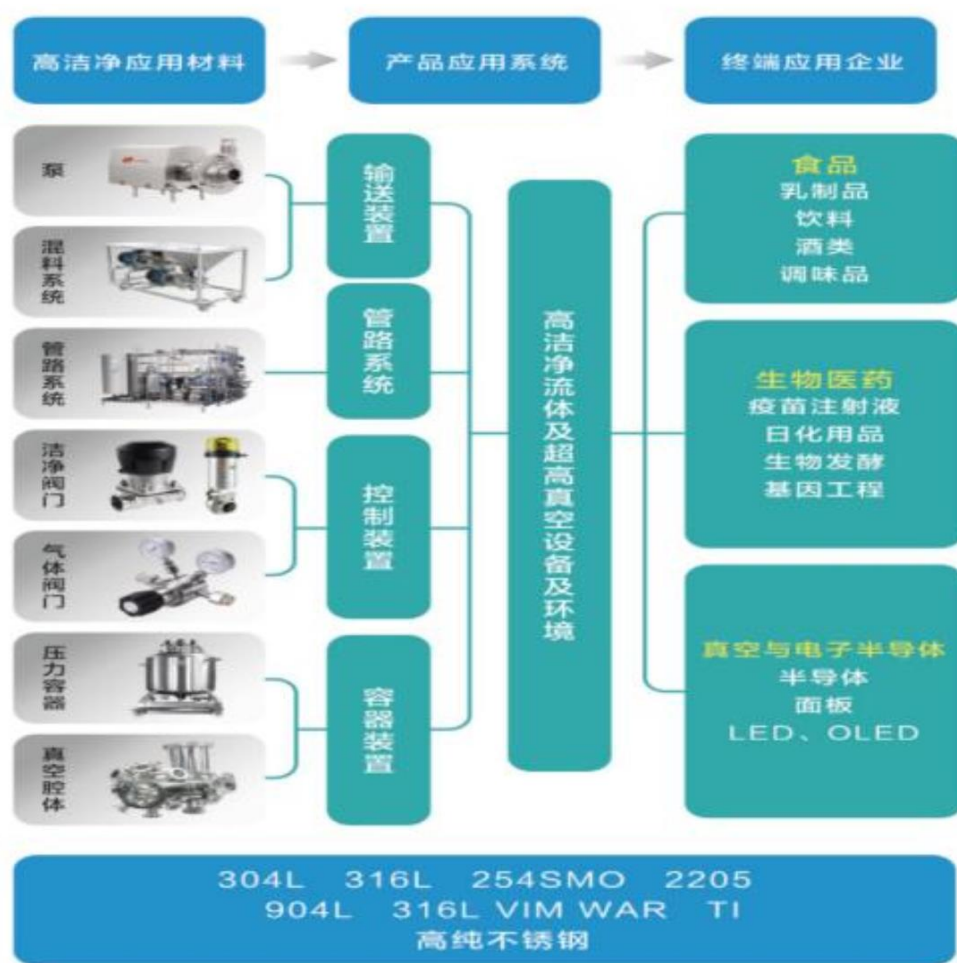 高洁净应用材料
产品应用系统
终端应用企业
泵
混料系统
管路系统
洁净阀门
气体阀门
压力容器
真空腔体
输送装置
管路系统
控制装置
容器装置
高洁净流体及超高真空设备及环境
食品
乳制品
饮料
酒类
调味品
生物医药
疫苗注射液
日化用品
生物发酵
基因工程
真空与电子半导体
半导体
面板
LED、OLED
304L 316L 254SMO 2205
904L 316L VIM WAR TI
高纯不锈钢